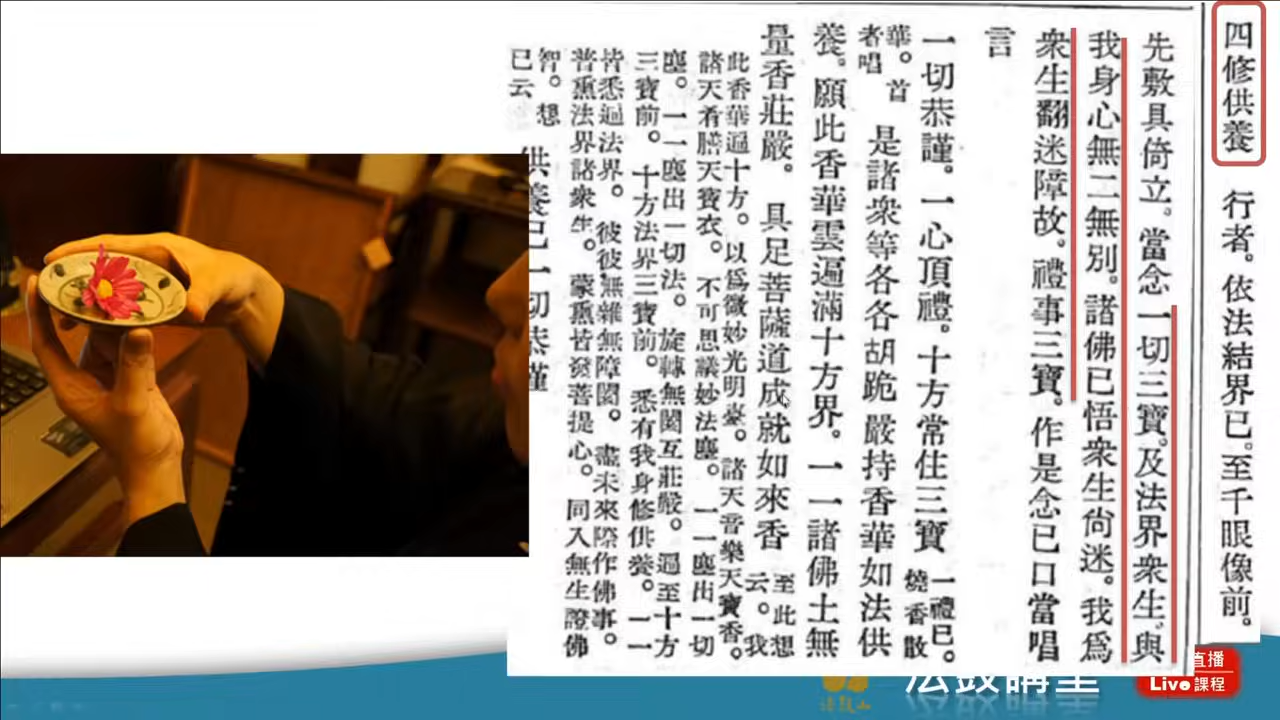 四修供養 行者。依法結界已。至千眼像前。
先敷具倚立。當念一切三寶。及法界衆生。與
我身心無二無別。諸佛已悟衆生尙迷。我爲
衆生翻迷障故。禮事三寶。作是念已口當唱
言
一切恭謹。一心頂禮。十方常住三寶 一禮已。燒香散
華。首者唱 是諸衆等各各胡跪 嚴持香華如法供
養。願此香華雲遍滿十方界。一一諸佛土無
量香莊嚴。 具足菩薩道成就如來香 至此想云。我
此香華遍十方。以爲微妙光明臺。諸天音樂天寶香。
諸天肴膳天寶衣。不可思議妙法塵。一一塵出一切
塵。一一塵出一切法。旋轉無閡互莊嚴。遍至十方
三寶前。十方法界三寶前。悉有我身修供養。一一
皆悉遍法界。彼彼無雜無障閡。盡未來際作佛事。
普熏法界諸衆生。蒙熏皆發菩提心。同入無生證佛
智。想已云 供養已一切恭謹
法鼓講堂
法鼓山
直播
Live 課程